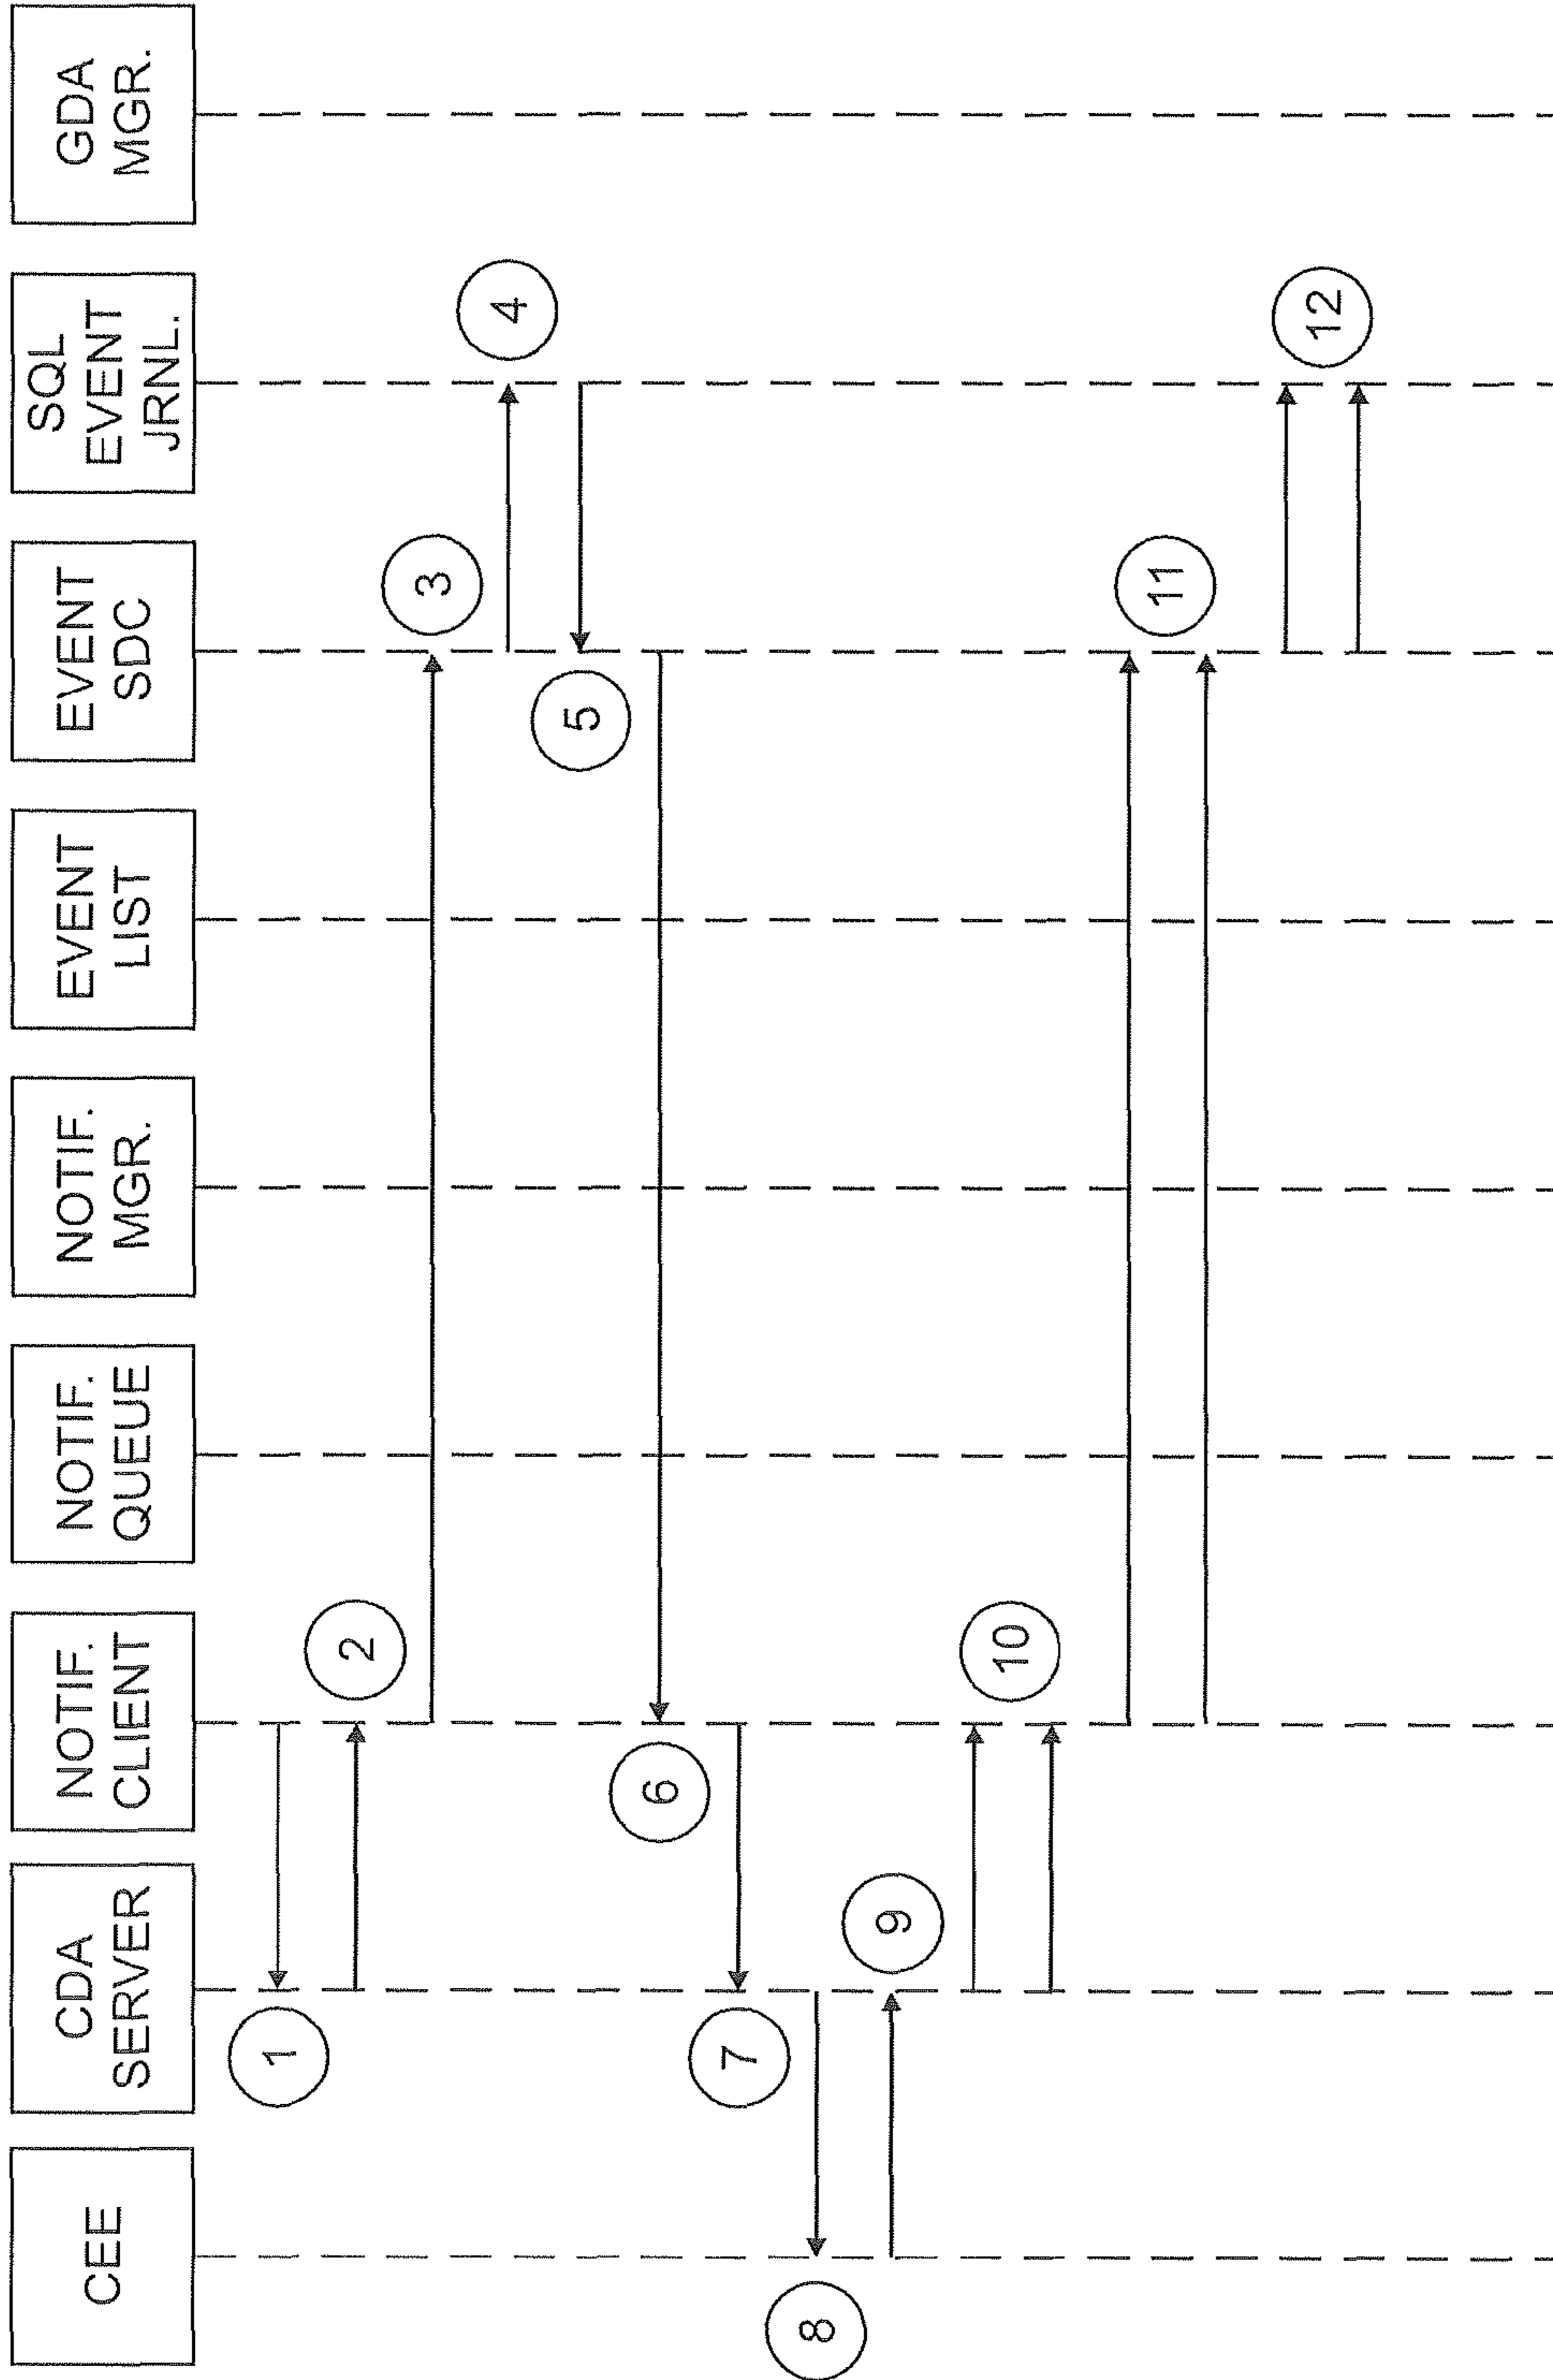 CEE
CDA
SERVER
NOTIF.
CLIENT
NOTIF.
QUEUE
NOTIF.
MGR.
EVENT
LIST
EVENT
SDC
SQL
EVENT
JRNL.
GDA
MGR.
1
2
3
4
5
6
7
8
9
10
11
12